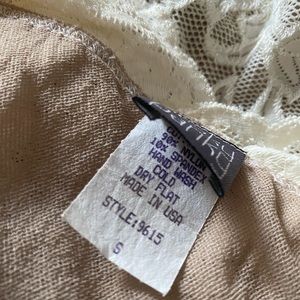 90% NYLON
10% SPANDEX
HAND WASH
COLD
DRY FLAT
MADE IN USA
STYLE:9615
S